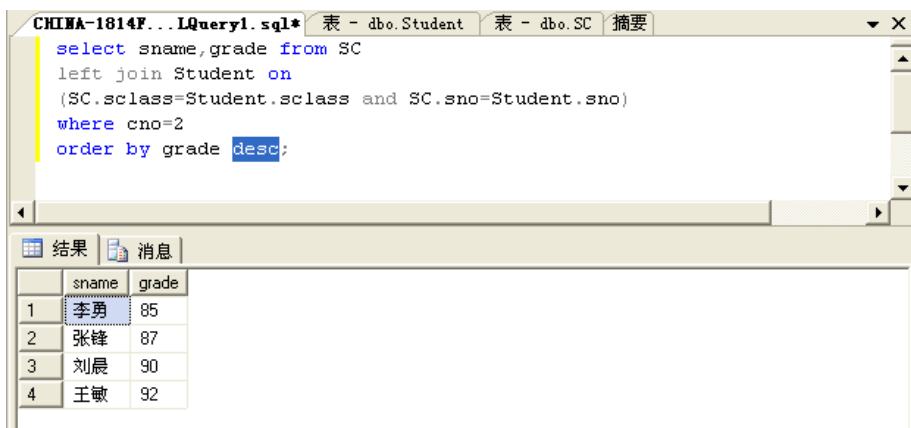 CHINA-1814F...LQuery1.sql* 表 - dbo.Student 表 - dbo.SC 摘要
select sname,grade from SC
left join Student on
(SC.sclass=Student.sclass and SC.sno=Student.sno)
where cno=2
order by grade desc;
结果 消息
sname grade
1 李勇 85
2 张锋 87
3 刘晨 90
4 王敏 92